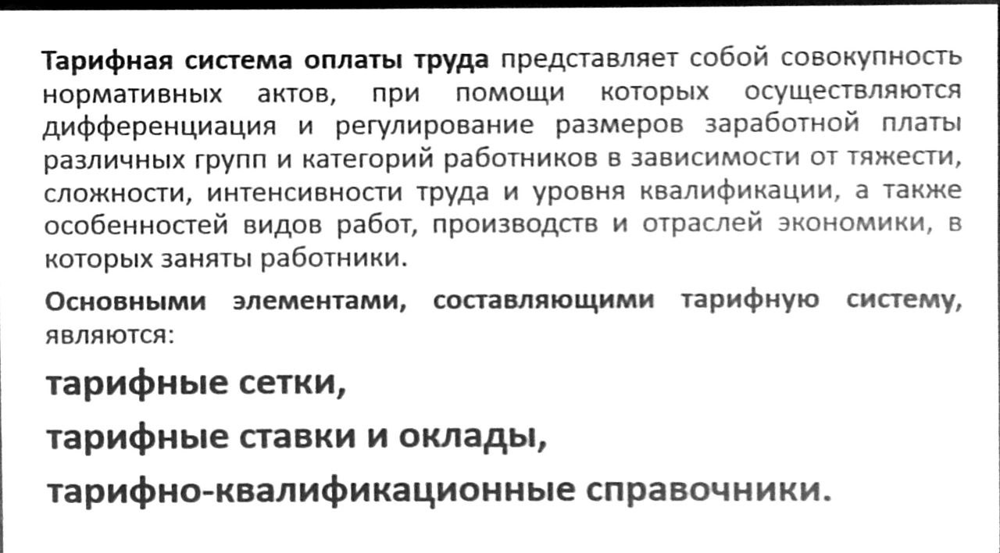 Тарифная система оплаты труда представляет собой совокупность
нормативных актов, при помощи которых осуществляются
дифференциация и регулирование размеров заработной платы
различных групп и категорий работников в зависимости от тяжести,
сложности, интенсивности труда и уровня квалификации, а также
особенностей видов работ, производств и отраслей экономики, в
которых заняты работники.
Основными элементами, составляющими тарифную систему,
являются:
тарифные сетки,
тарифные ставки и оклады,
тарифно-квалификационные справочники.